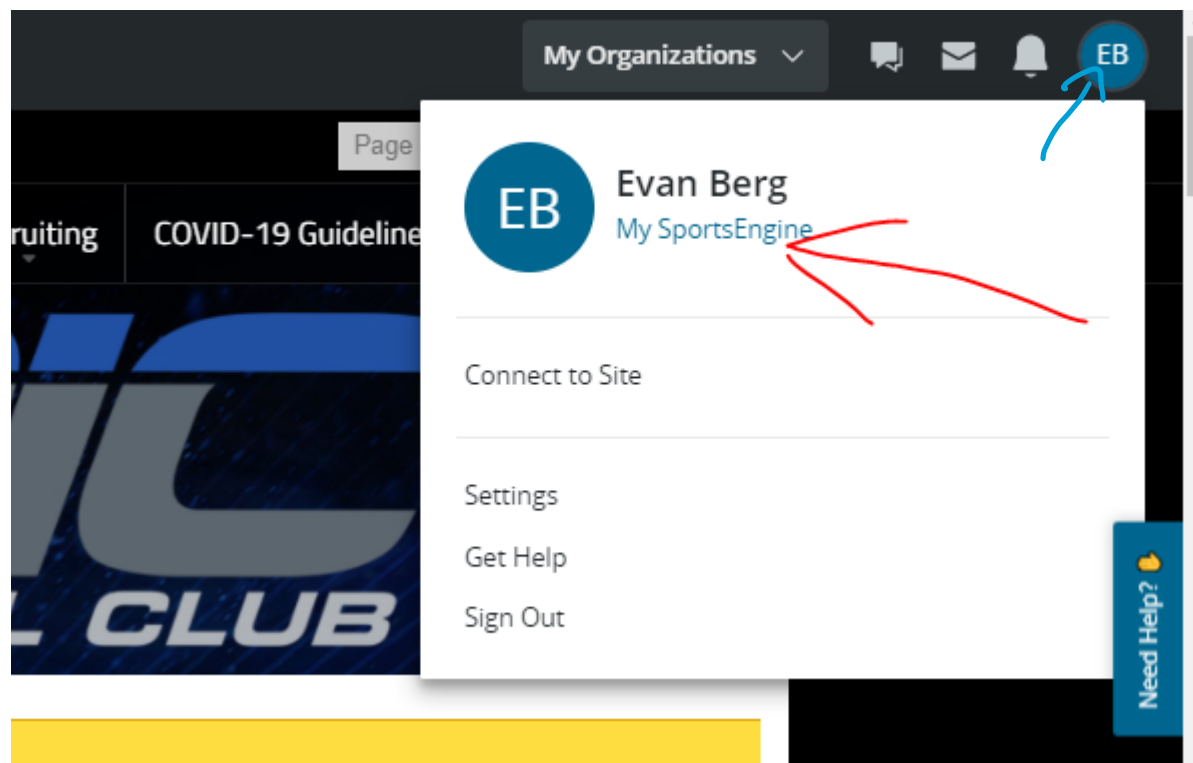 My Organizations
EB
Page
EB
Evan Berg
My SportsEngine
ruiting
COVID-19 Guideline
Connect to Site
Settings
Get Help
Sign Out
Need Help?
IC
L CLUB